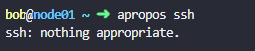 bob@node01 ~ ➜ apropos ssh
ssh: nothing appropriate.